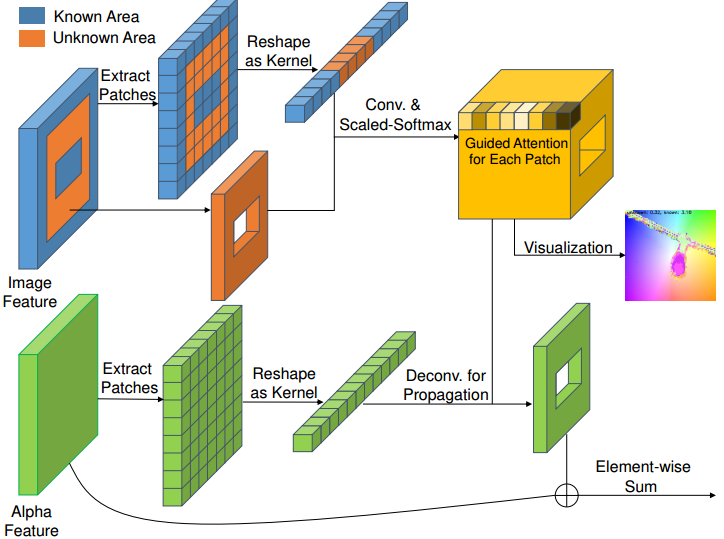 Known Area
Unknown Area
Extract
Patches
Reshape
as Kernel
Conv. &
Scaled-Softmax
Guided Attention
for Each Patch
Image
Feature
Visualization
Extract
Patches
Reshape
as Kernel
Deconv. for
Propagation
Alpha
Feature
Element-wise
Sum